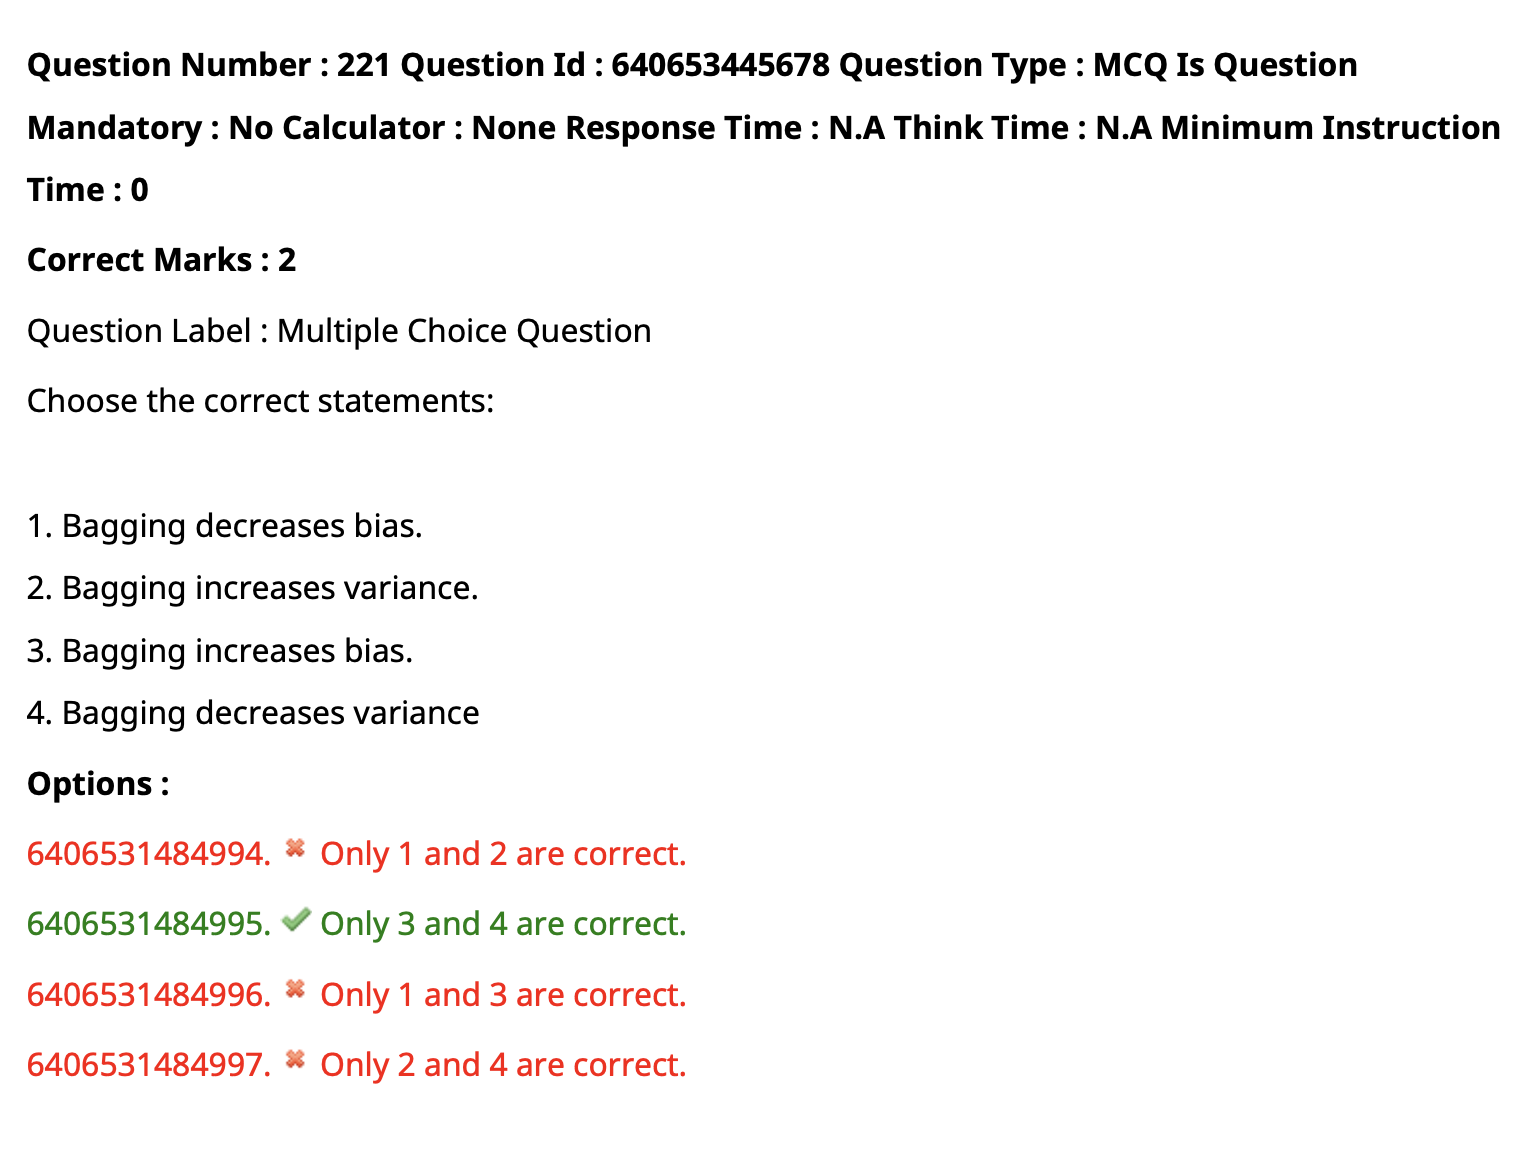 Question Number : 221 Question Id : 640653445678 Question Type : MCQ Is Question
Mandatory : No Calculator : None Response Time : N.A Think Time : N.A Minimum Instruction
Time : 0
Correct Marks : 2
Question Label : Multiple Choice Question
Choose the correct statements:
1. Bagging decreases bias.
2. Bagging increases variance.
3. Bagging increases bias.
4. Bagging decreases variance
Options :
6406531484994. ✖ Only 1 and 2 are correct.
6406531484995. ✔ Only 3 and 4 are correct.
6406531484996. ✖ Only 1 and 3 are correct.
6406531484997. ✖ Only 2 and 4 are correct.